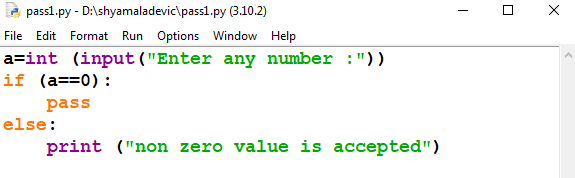 pass1.py - D:\shyamaladevic\pass1.py (3.10.2)
File Edit Format Run Options Window Help
a=int (input("Enter any number :"))
if (a==0):
    pass
else:
    print ("non zero value is accepted")